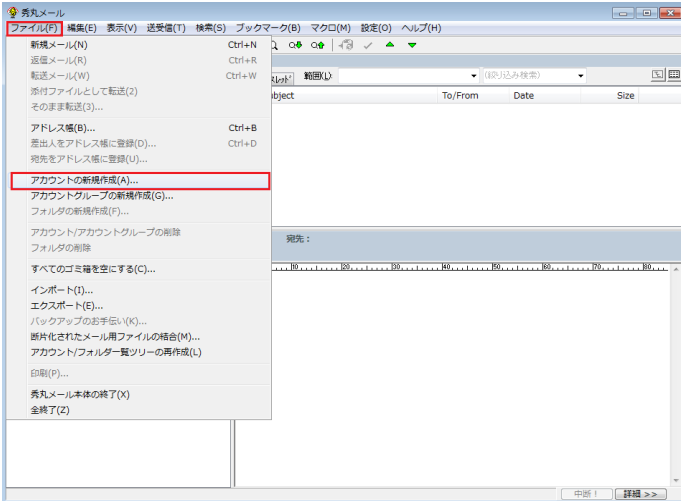 秀丸メール
ファイル(F) 編集(E) 表示(V) 送受信(T) 検索(S) ブックマーク(B) マクロ(M) 設定(O) ヘルプ(H)
新規メール(N) Ctrl+N
返信メール(R) Ctrl+R
転送メール(W) Ctrl+W
添付ファイルとして転送(2)
そのまま転送(3)...
アドレス帳(B)... Ctrl+B
差出人をアドレス帳に登録(D)... Ctrl+D
宛先をアドレス帳に登録(U)...
アカウントの新規作成(A)...
アカウントグループの新規作成(G)...
フォルダの新規作成(F)...
アカウント/アカウントグループの削除
フォルダの削除
すべてのゴミ箱を空にする(C)...
インポート(I)...
エクスポート(E)...
バックアップのお手伝い(K)...
断片化されたメール用ファイルの結合(M)...
アカウント/フォルダ一覧ツリーの再作成(L)
印刷(P)...
秀丸メール本体の終了(X)
全終了(Z)
スレッド 範囲(L): (絞り込み検索)
bject To/From Date Size
宛先：
10 20 30 40 50 60 70 80
中断！ 詳細 >>